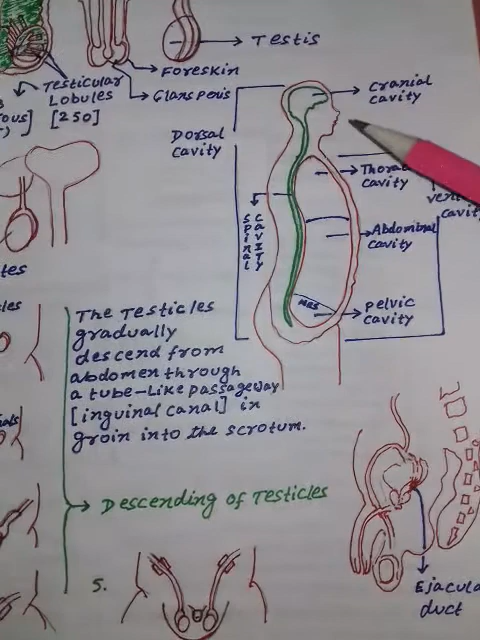 Testis
Foreskin
Glans Penis
Testicular
Lobules
[250]
Cranial
cavity
Dorsal
cavity
cavity
SPINAL
CAVITY
Abdominal
cavity
Pelvic
cavity
The Testicles
gradually
descend from
abdomen through
a tube-Like passageway
[inguinal canal] in
groin into the scrotum.
Descending of Testicles
5.
duct